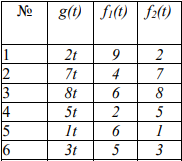 № g(t) f₁(t) f₂(t)
1 2t 9 2
2 7t 4 7
3 8t 6 8
4 5t 2 5
5 1t 6 1
6 3t 5 3